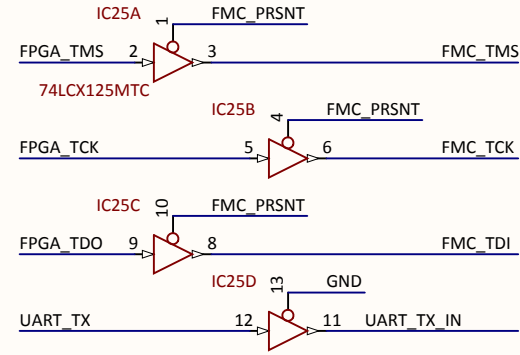 IC25A 1 FMC_PRSNT
FPGA_TMS 2 3 FMC_TMS
74LCX125MTC
IC25B 4 FMC_PRSNT
FPGA_TCK 5 6 FMC_TCK
IC25C 10 FMC_PRSNT
FPGA_TDO 9 8 FMC_TDI
IC25D 13 GND
UART_TX 12 11 UART_TX_IN